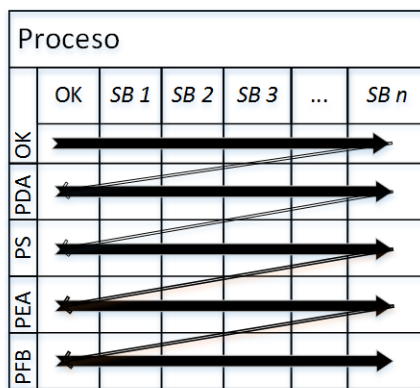 Proceso
OK SB 1 SB 2 SB 3 ... SB n
OK
PDA
PS
PEA
PFB